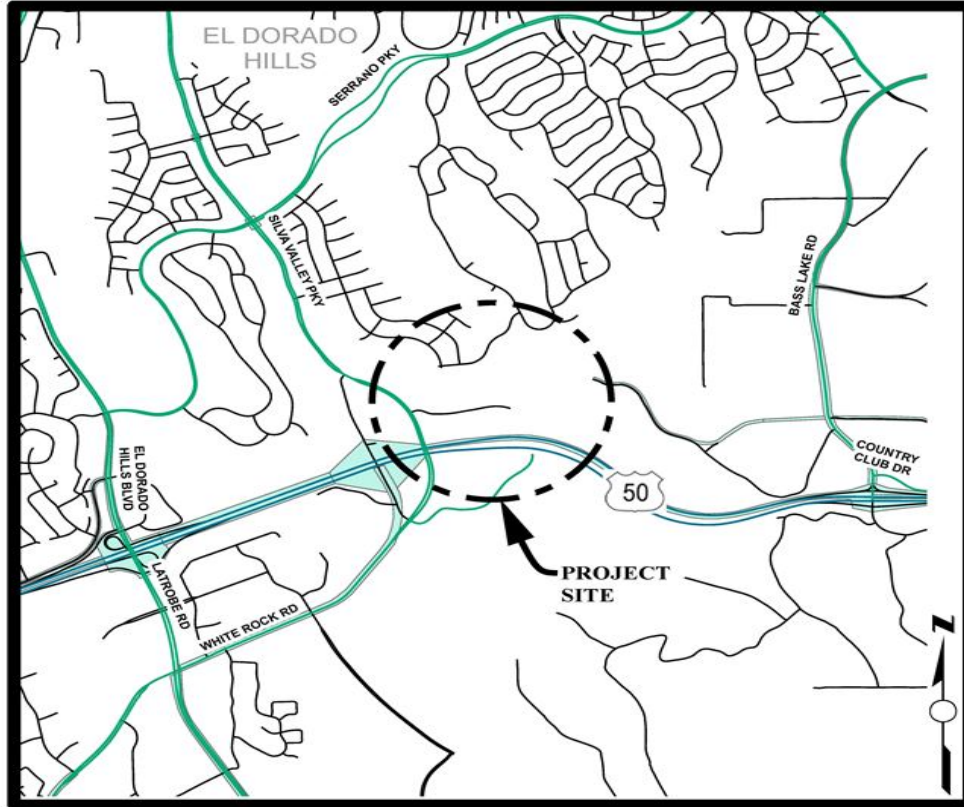 EL DORADO
HILLS
SERRANO PKY
SILVA VALLEY PKY
BASS LAKE RD
COUNTRY
CLUB DR
EL DORADO
HILLS BLVD
50
LATROBE RD
PROJECT
SITE
WHITE ROCK RD
Z